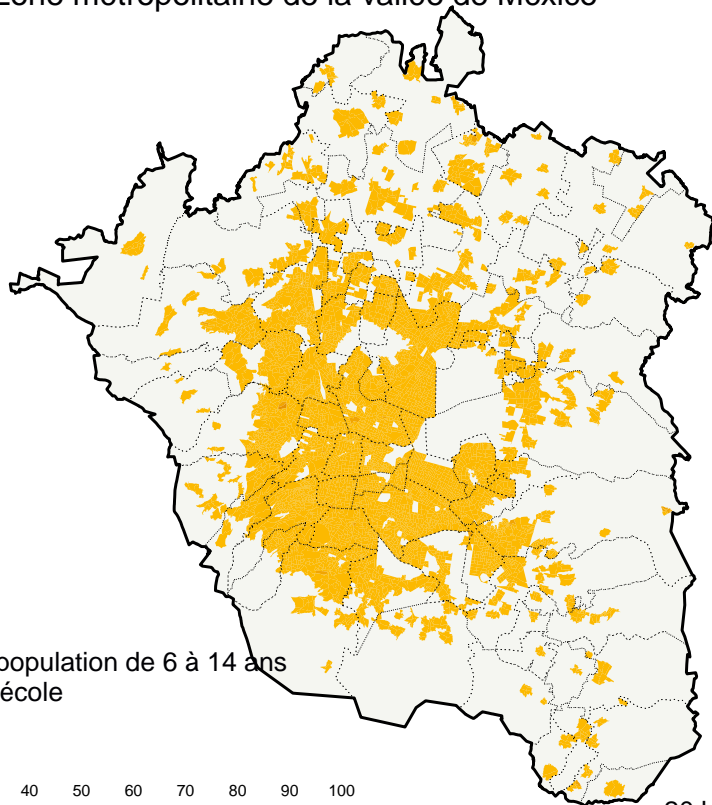 Zone métropolitaine de la Vallée de Mexico
population de 6 à 14 ans
école
40 50 60 70 80 90 100